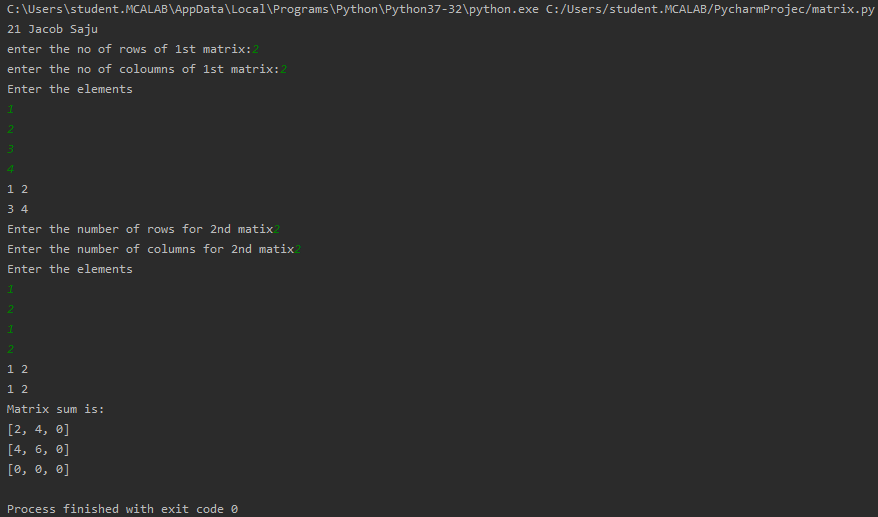 C:\Users\student.MCALAB\AppData\Local\Programs\Python\Python37-32\python.exe C:/Users/student.MCALAB/PycharmProjec/matrix.py
21 Jacob Saju
enter the no of rows of 1st matrix:2
enter the no of coloumns of 1st matrix:2
Enter the elements
1
2
3
4
1 2
3 4
Enter the number of rows for 2nd matix2
Enter the number of columns for 2nd matix2
Enter the elements
1
2
1
2
1 2
1 2
Matrix sum is:
[2, 4, 0]
[4, 6, 0]
[0, 0, 0]
Process finished with exit code 0